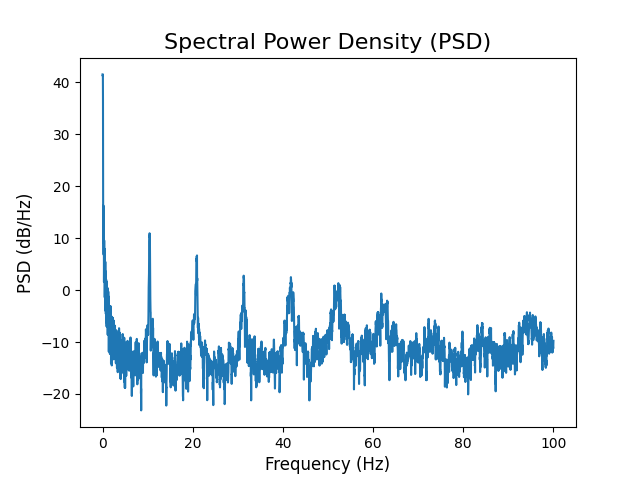 Spectral Power Density (PSD)
40
30
20
10
0
−10
−20
PSD (dB/Hz)
0 20 40 60 80 100
Frequency (Hz)